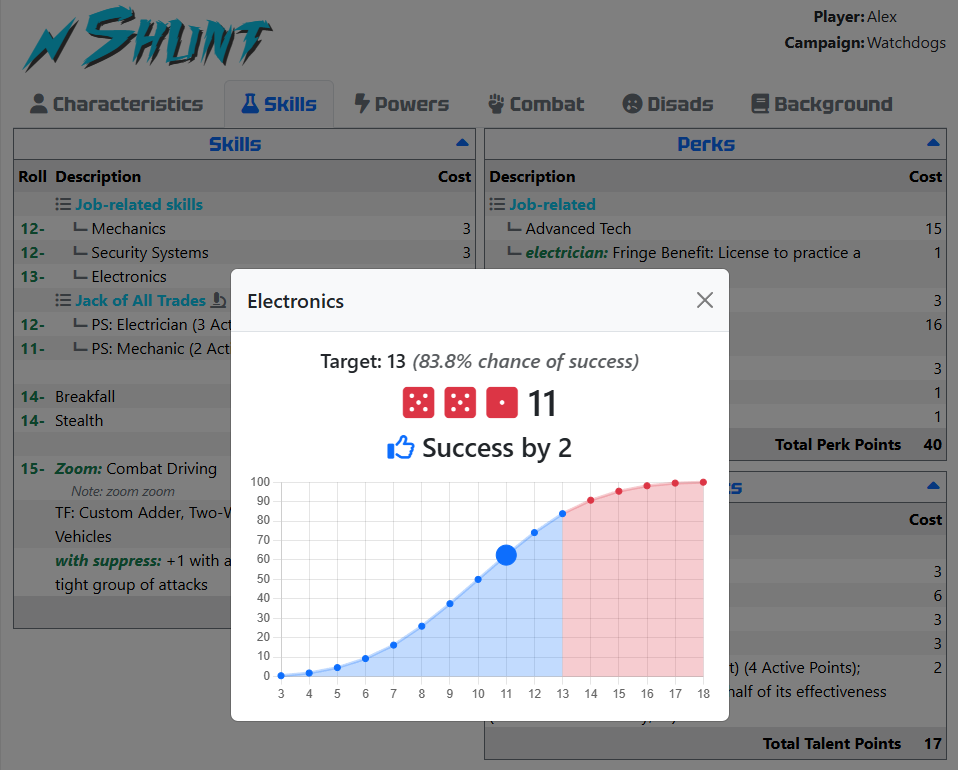 N SHUNT
Player: Alex
Campaign: Watchdogs
Characteristics Skills Powers Combat Disads Background
Skills
Roll Description Cost
Job-related skills
12- Mechanics 3
12- Security Systems 3
13- Electronics
Jack of All Trades
12- PS: Electrician (3 Act
11- PS: Mechanic (2 Act
14- Breakfall
14- Stealth
15- Zoom: Combat Driving
Note: zoom zoom
TF: Custom Adder, Two-W
Vehicles
with suppress: +1 with a
tight group of attacks
Perks
Description Cost
Job-related
Advanced Tech 15
electrician: Fringe Benefit: License to practice a 1
3
16
3
1
1
Total Perk Points 40
Cost
3
6
3
3
t) (4 Active Points); 2
half of its effectiveness
Total Talent Points 17
Electronics
Target: 13 (83.8% chance of success)
11
Success by 2
100
90
80
70
60
50
40
30
20
10
0
3 4 5 6 7 8 9 10 11 12 13 14 15 16 17 18